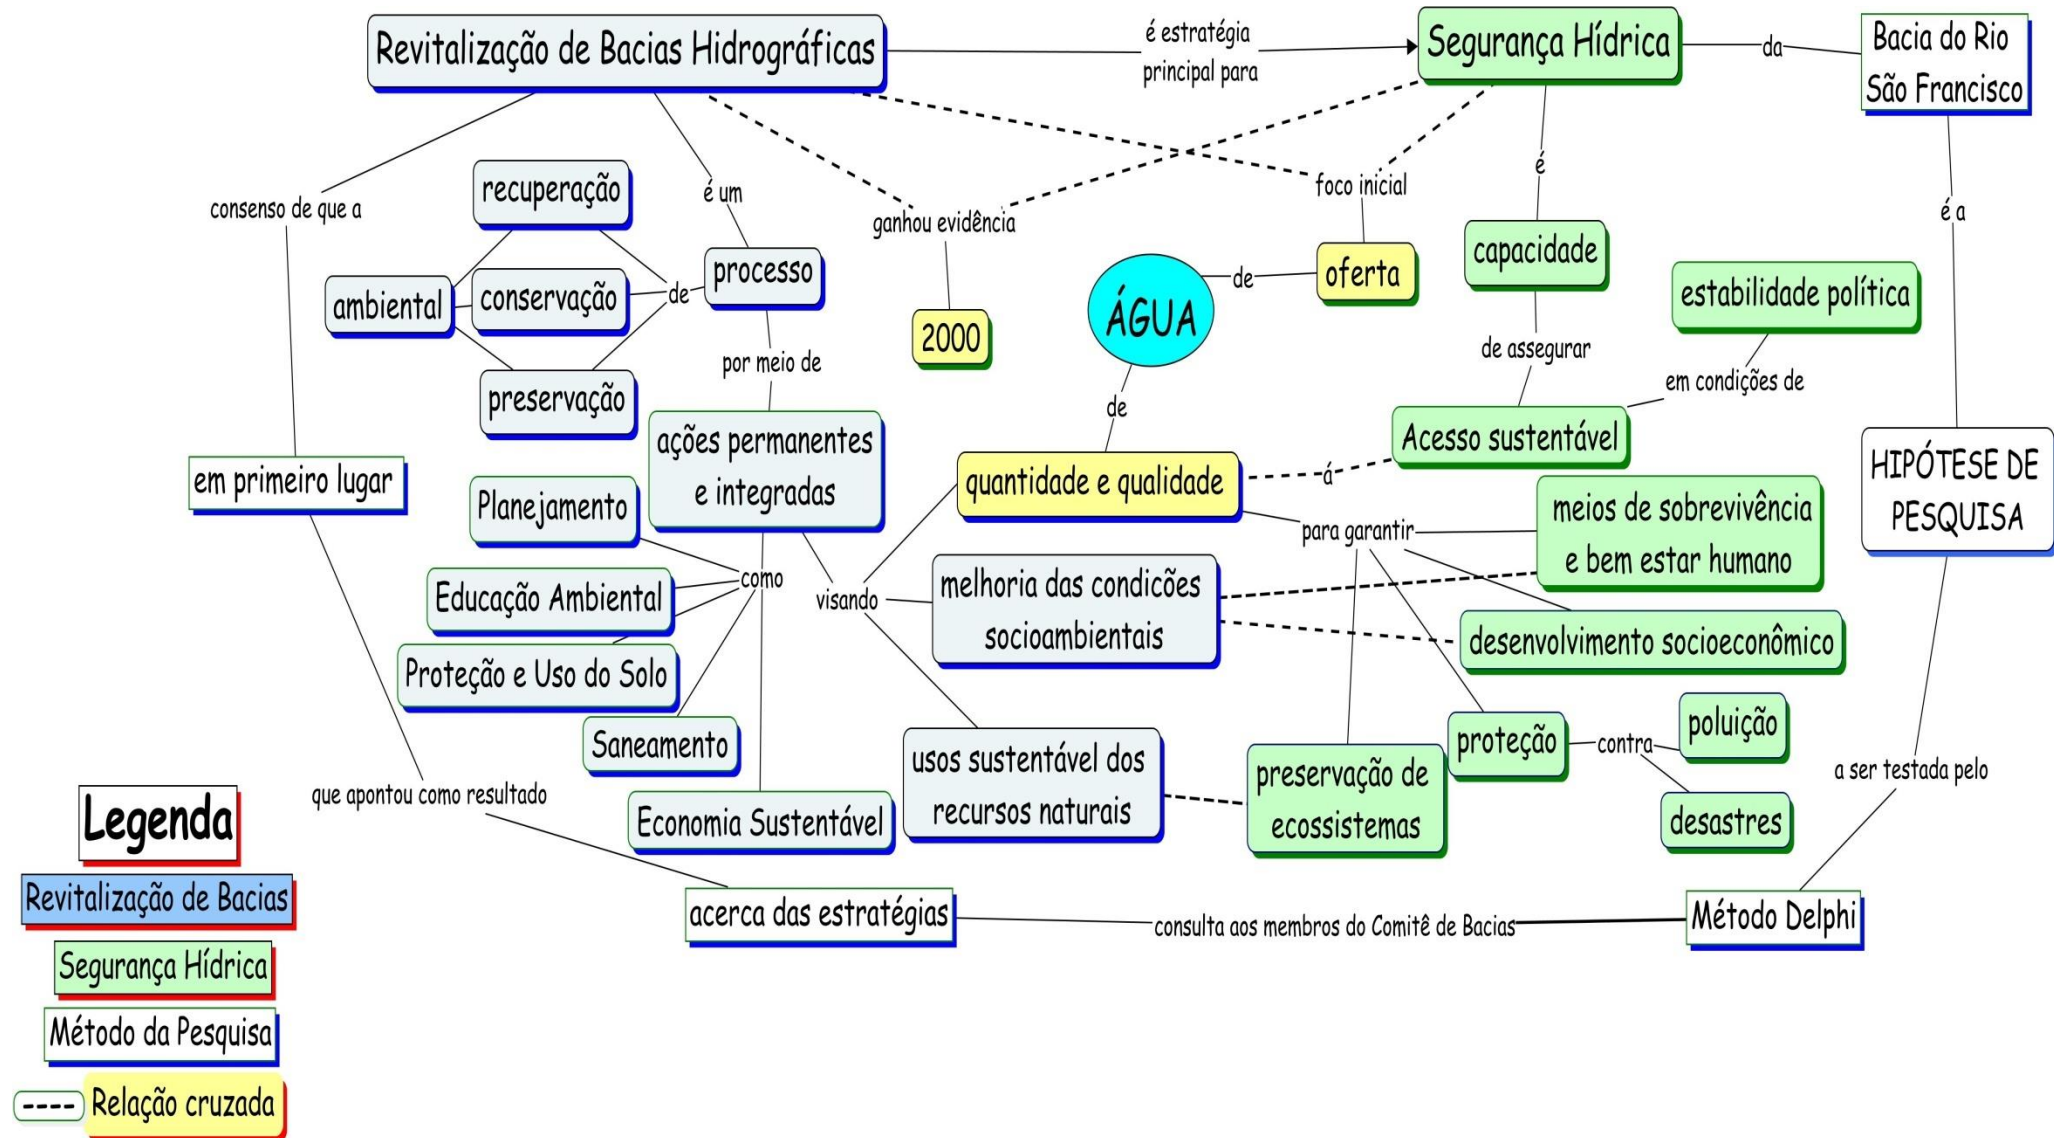 Revitalização de Bacias Hidrográficas
é estratégia
principal para
Segurança Hídrica
da
Bacia do Rio
São Francisco
consenso de que a
recuperação
é um
ganhou evidência
foco inicial
é
é a
ambiental
conservação
de
processo
preservação
2000
ÁGUA
de
oferta
capacidade
estabilidade política
por meio de
de assegurar
em condições de
de
ações permanentes
e integradas
Acesso sustentável
em primeiro lugar
quantidade e qualidade
á
HIPÓTESE DE
PESQUISA
Planejamento
para garantir
meios de sobrevivência
e bem estar humano
como
visando
Educação Ambiental
melhoria das condicões
socioambientais
desenvolvimento socioeconômico
Proteção e Uso do Solo
Saneamento
usos sustentável dos
recursos naturais
preservação de
ecossistemas
proteção
contra
poluição
desastres
a ser testada pelo
que apontou como resultado
Economia Sustentável
acerca das estratégias
consulta aos membros do Comitê de Bacias
Método Delphi
Legenda
Revitalização de Bacias
Segurança Hídrica
Método da Pesquisa
---- Relação cruzada